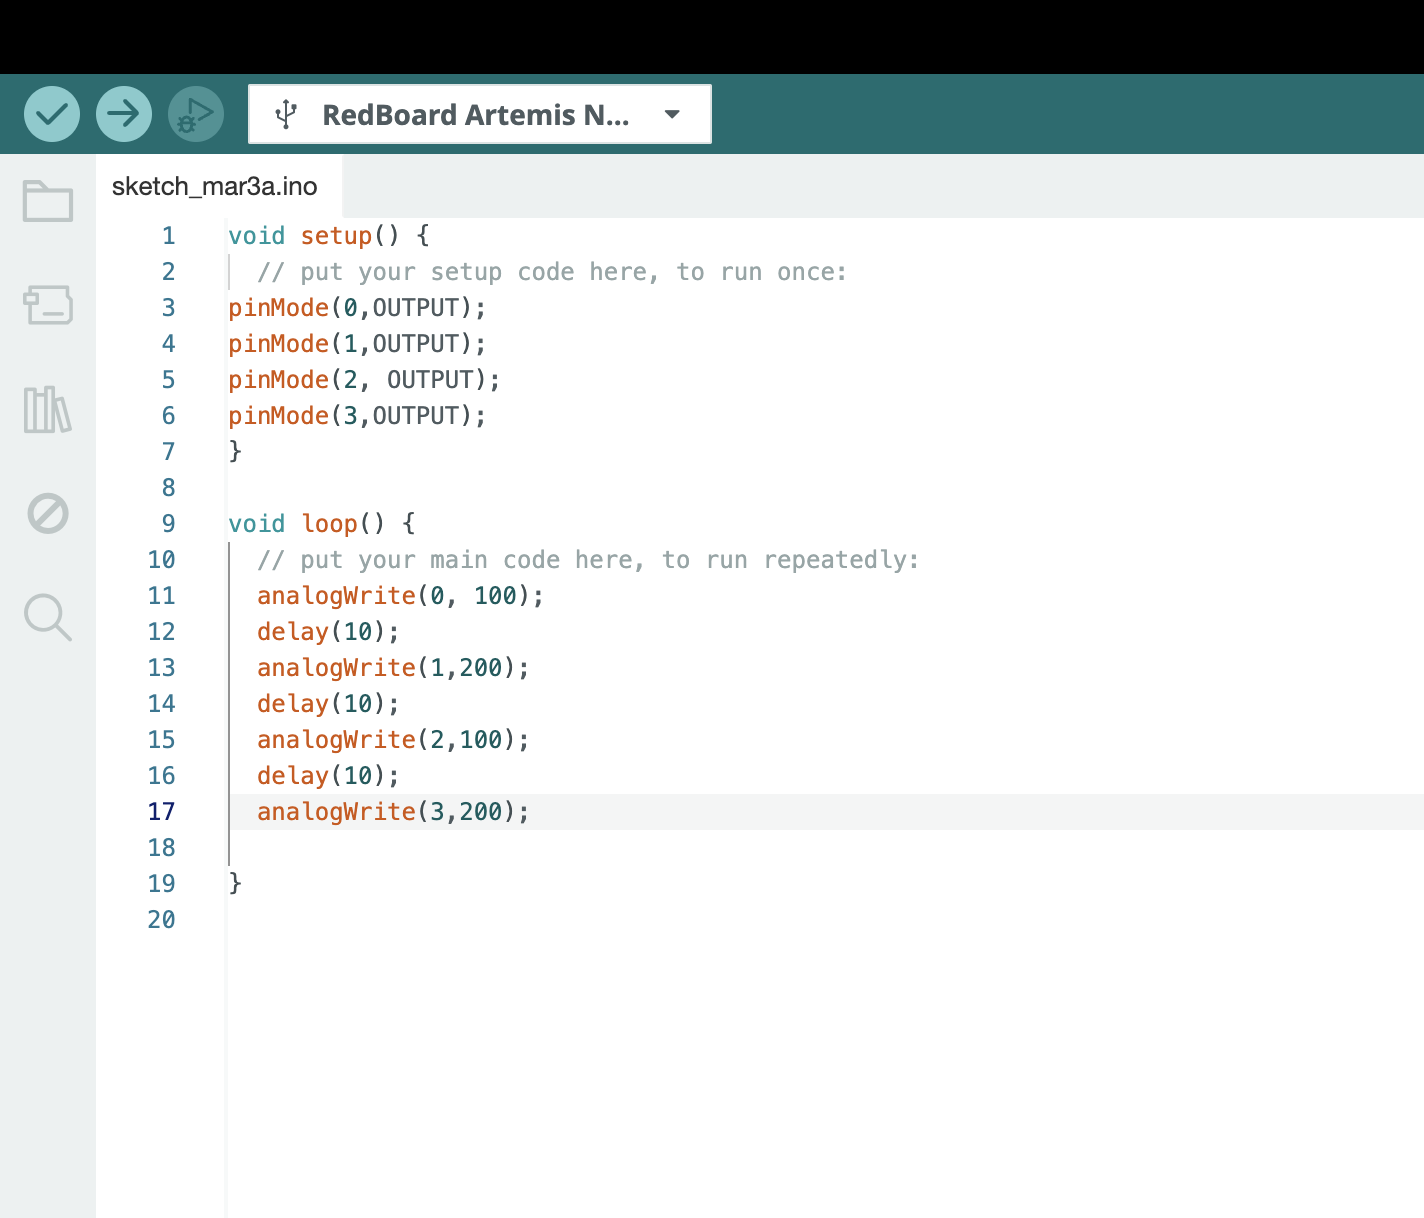 RedBoard Artemis N...
sketch_mar3a.ino
1 void setup() {
2 // put your setup code here, to run once:
3 pinMode(0,OUTPUT);
4 pinMode(1,OUTPUT);
5 pinMode(2, OUTPUT);
6 pinMode(3,OUTPUT);
7 }
8
9 void loop() {
10 // put your main code here, to run repeatedly:
11 analogWrite(0, 100);
12 delay(10);
13 analogWrite(1,200);
14 delay(10);
15 analogWrite(2,100);
16 delay(10);
17 analogWrite(3,200);
18
19 }
20